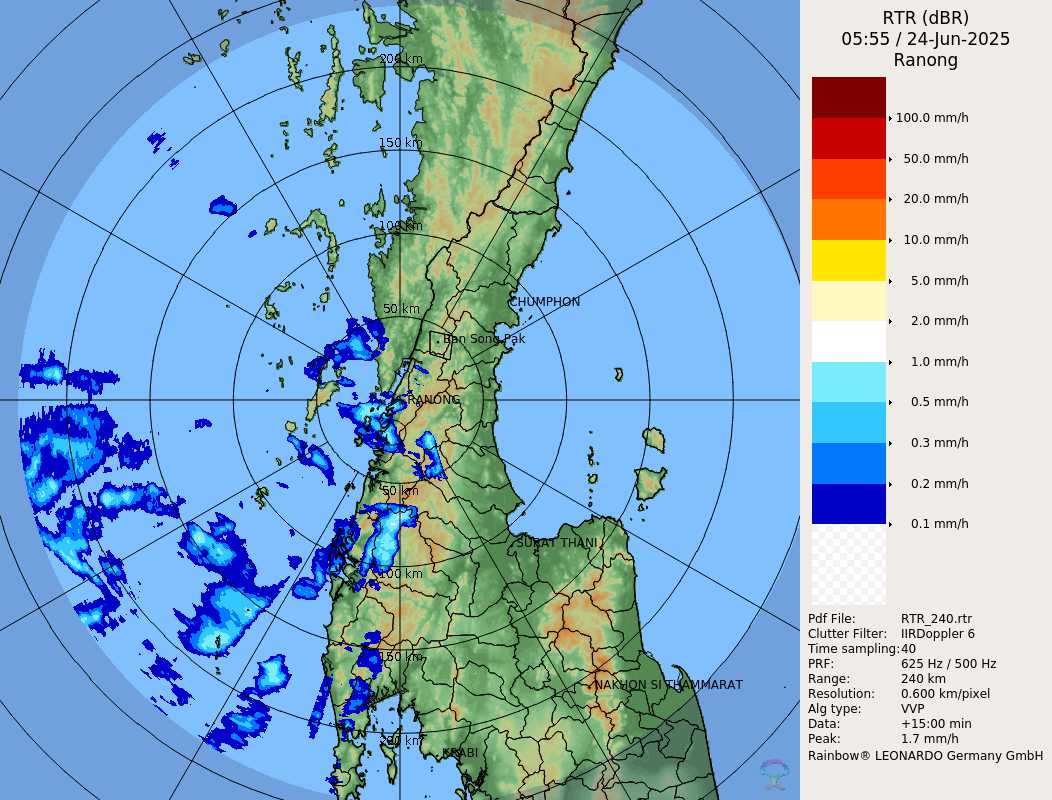 RTR (dBR)
05:55 / 24-Jun-2025
Ranong
100.0 mm/h
50.0 mm/h
20.0 mm/h
10.0 mm/h
5.0 mm/h
2.0 mm/h
1.0 mm/h
0.5 mm/h
0.3 mm/h
0.2 mm/h
0.1 mm/h
Pdf File: RTR_240.rtr
Clutter Filter: IIRDoppler 6
Time sampling: 40
PRF: 625 Hz / 500 Hz
Range: 240 km
Resolution: 0.600 km/pixel
Alg type: VVP
Data: +15:00 min
Peak: 1.7 mm/h
Rainbow® LEONARDO Germany GmbH
200 km
150 km
100 km
CHUMPHON
50 km
Ban Song Pak
RANONG
50 km
SURAT THANI
100 km
150 km
NAKHON SI THAMMARAT
200 km
KRABI